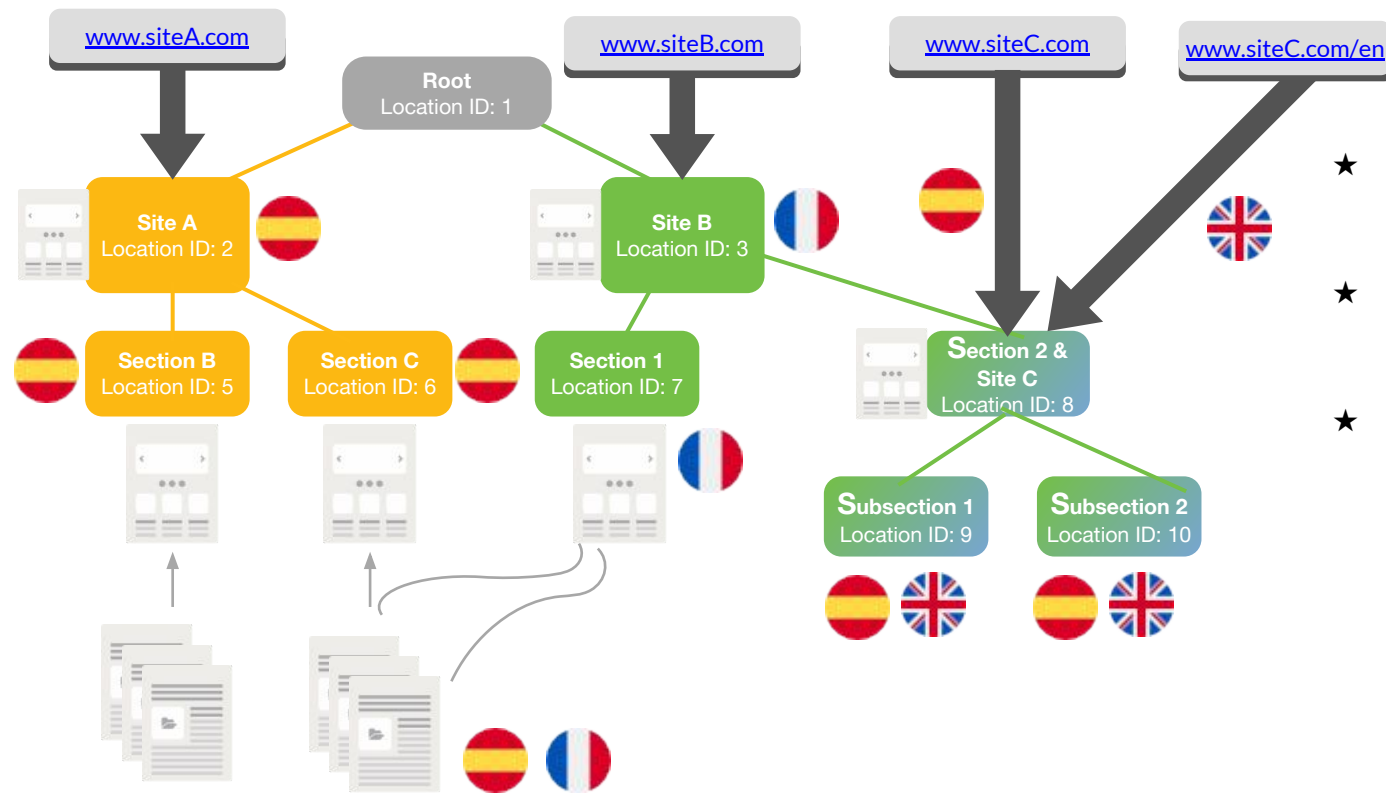 www.siteA.com
www.siteB.com
www.siteC.com
www.siteC.com/en
Root
Location ID: 1
Site A
Location ID: 2
Site B
Location ID: 3
Section B
Location ID: 5
Section C
Location ID: 6
Section 1
Location ID: 7
Section 2 &
Site C
Location ID: 8
Subsection 1
Location ID: 9
Subsection 2
Location ID: 10